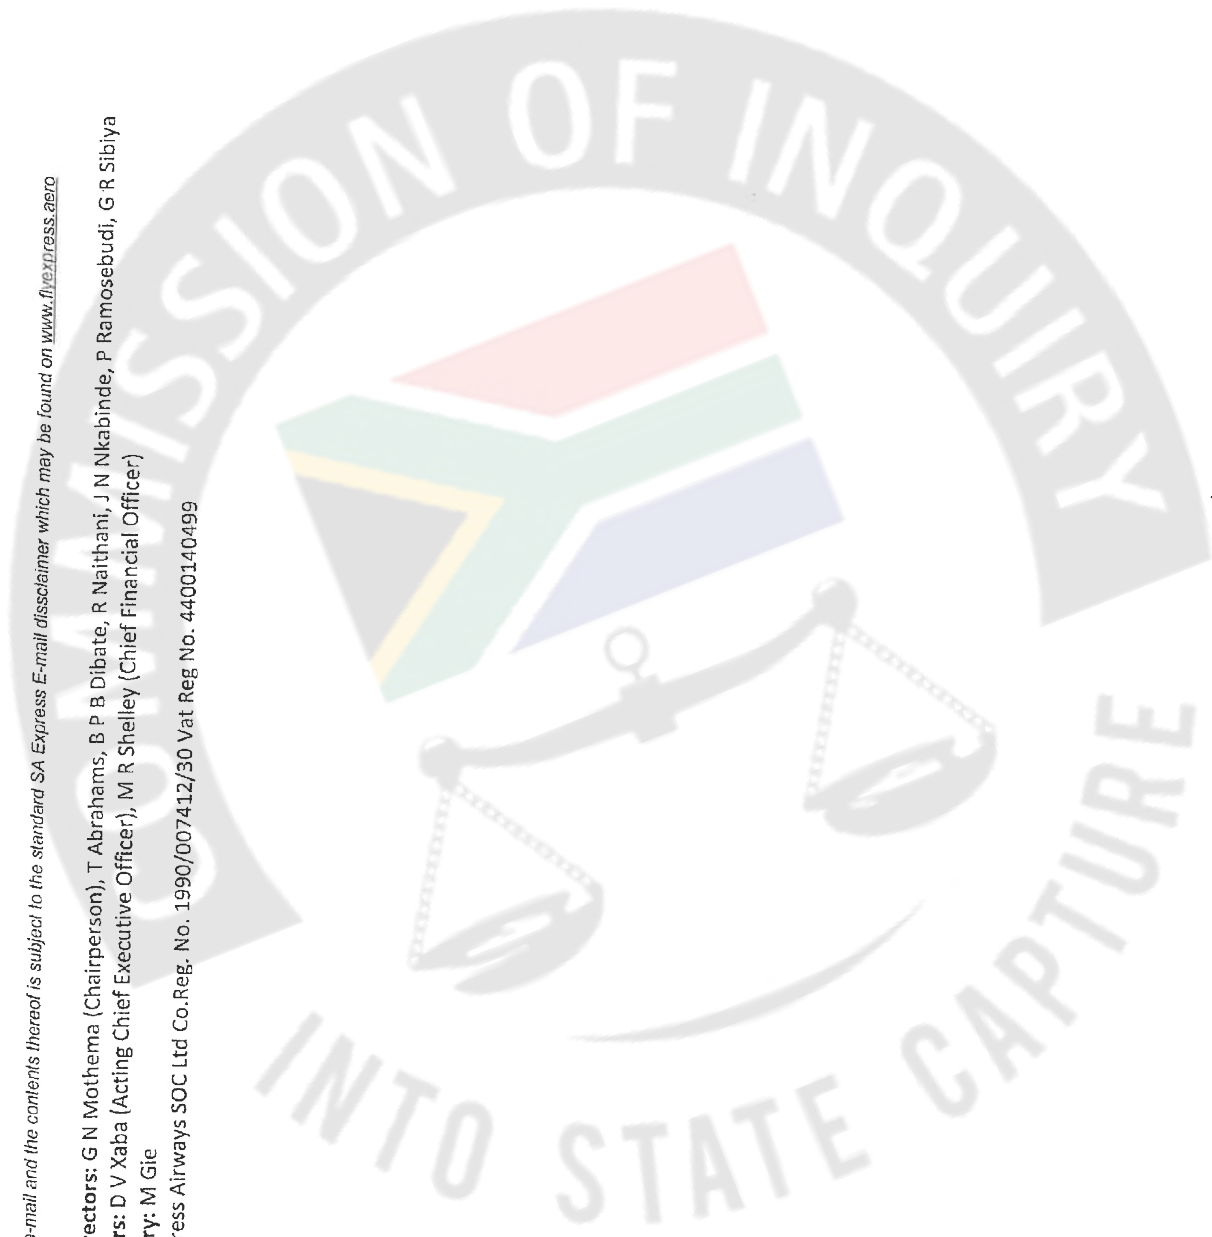 -mail and the contents thereof is subject to the standard SA Express E-mail dissclaimer which may be found on www.flyexpress.aero
ectors: G N Mothema (Chairperson), T Abrahams, B P B Dibate, R Naithani, J N Nkabinde, P Ramosebudi, G R Sibiya
rs: D V Xaba (Acting Chief Executive Officer), M R Shelley (Chief Financial Officer)
ry: M Gie
ress Airways SOC Ltd Co.Reg. No. 1990/007412/30 Vat Reg No. 4400140499
COMMISSION OF INQUIRY
INTO STATE CAPTURE